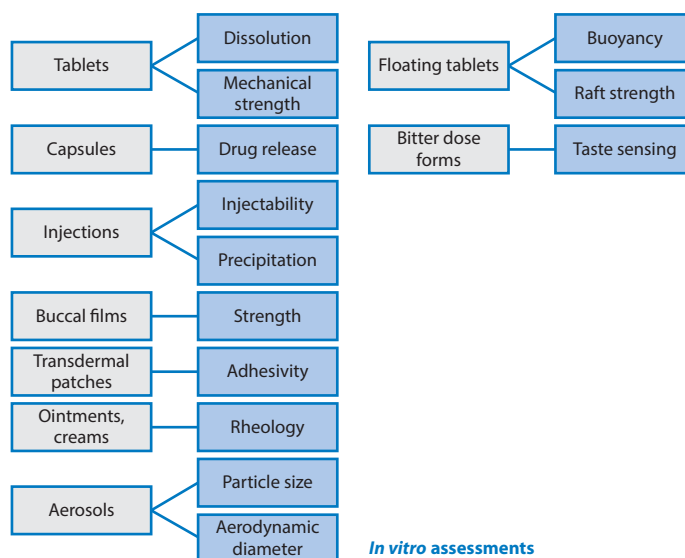 Tablets
Dissolution
Mechanical
strength
Capsules
Drug release
Injections
Injectability
Precipitation
Buccal films
Strength
Transdermal
patches
Adhesivity
Ointments,
creams
Rheology
Aerosols
Particle size
Aerodynamic
diameter
Floating tablets
Buoyancy
Raft strength
Bitter dose
forms
Taste sensing
In vitro assessments